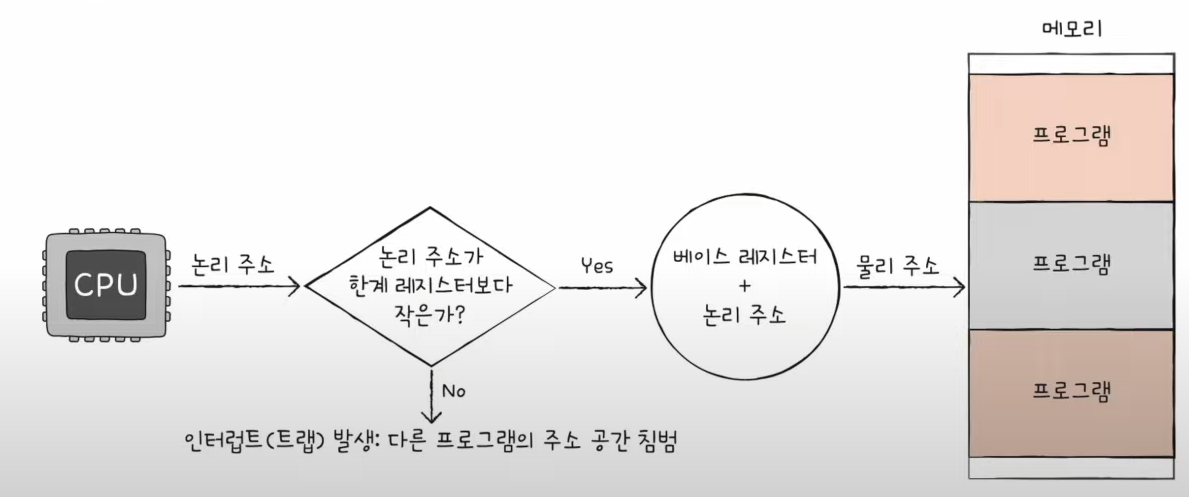 메모리
프로그램
프로그램
프로그램
CPU
논리 주소
논리 주소가
한계 레지스터보다
작은가?
Yes
베이스 레지스터
+
논리 주소
물리 주소
No
인터럽트(트랩) 발생: 다른 프로그램의 주소 공간 침범